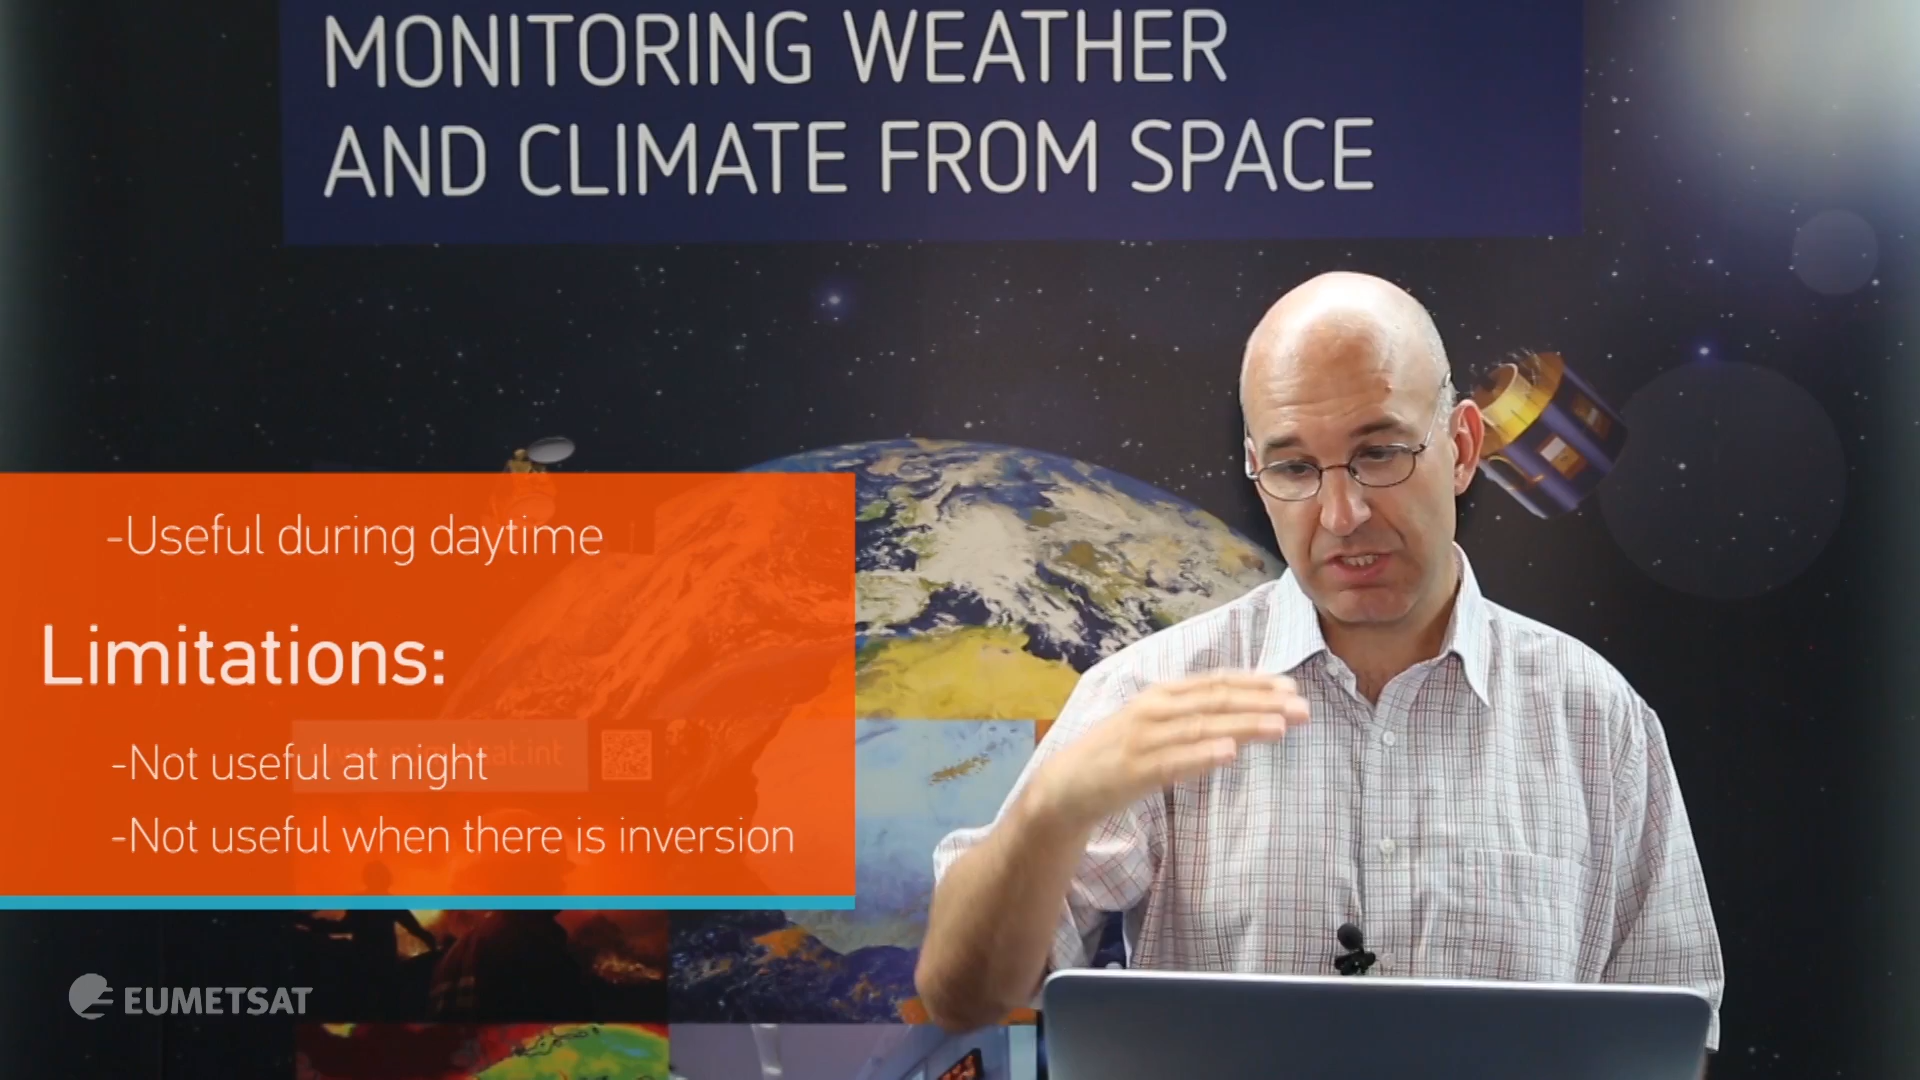 MONITORING WEATHER
AND CLIMATE FROM SPACE
-Useful during daytime
Limitations:
-Not useful at night
-Not useful when there is inversion
EUMETSAT